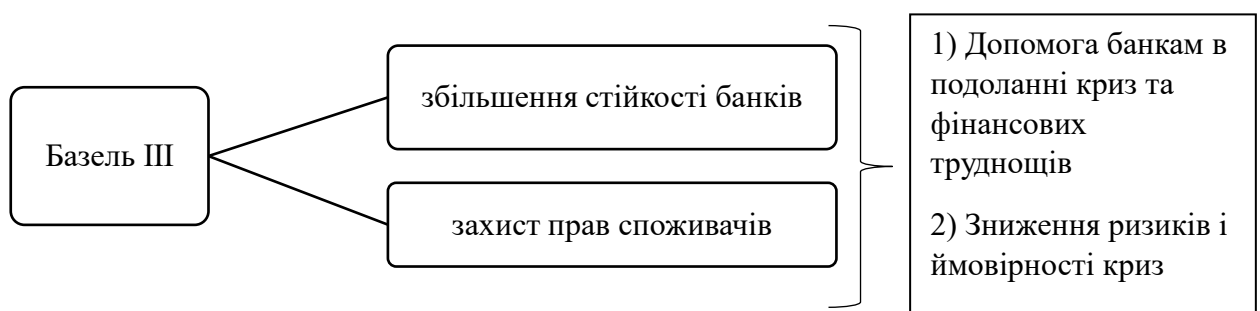 Базель ІІІ
збільшення стійкості банків
захист прав споживачів
1) Допомога банкам в
подоланні криз та
фінансових
труднощів
2) Зниження ризиків і
ймовірності криз